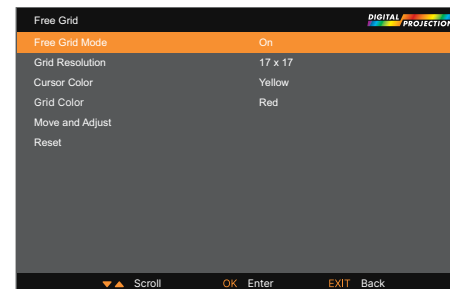 Free Grid
DIGITAL PROJECTION
Free Grid Mode On
Grid Resolution 17 x 17
Cursor Color Yellow
Grid Color Red
Move and Adjust
Reset
Scroll OK Enter EXIT Back